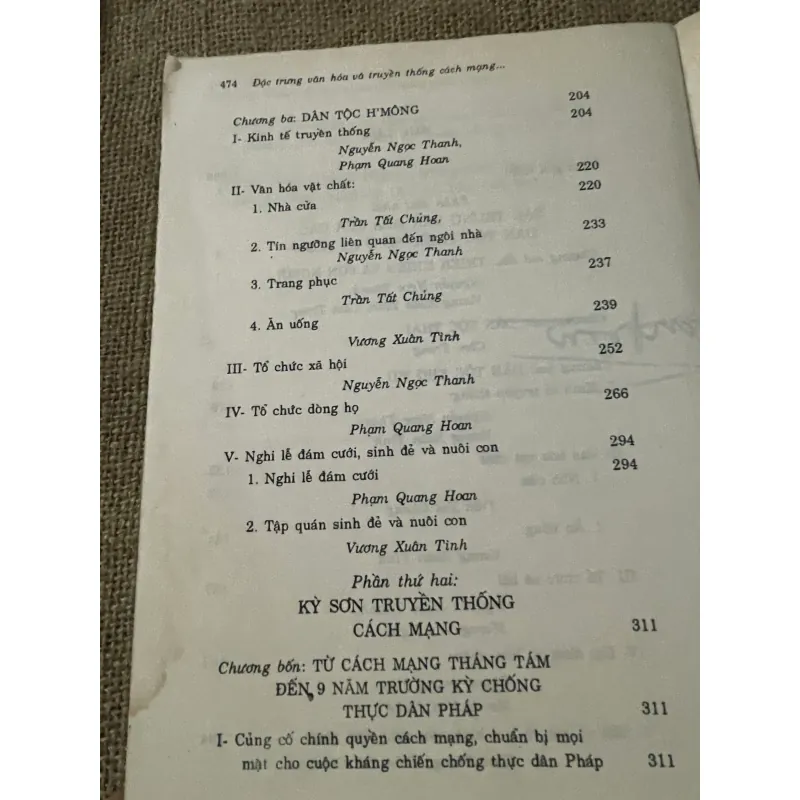 474 Đặc trưng văn hóa và truyền thống cách mạng...
Chương ba: DÂN TỘC H'MÔNG 204
I- Kinh tế truyền thống 204
Nguyễn Ngọc Thanh,
Phạm Quang Hoan
II- Văn hóa vật chất: 220
1. Nhà cửa 220
Trần Tất Chủng,
2. Tín ngưỡng liên quan đến ngôi nhà 233
Nguyễn Ngọc Thanh
3. Trang phục 237
Trần Tất Chủng
4. Ăn uống 239
Vương Xuân Tình
III- Tổ chức xã hội 252
Nguyễn Ngọc Thanh
IV- Tổ chức dòng họ 266
Phạm Quang Hoan
V- Nghi lễ đám cưới, sinh đẻ và nuôi con 294
1. Nghi lễ đám cưới 294
Phạm Quang Hoan
2. Tập quán sinh đẻ và nuôi con
Vương Xuân Tình
Phần thứ hai:
KỲ SƠN TRUYỀN THỐNG
CÁCH MẠNG 311
Chương bốn: TỪ CÁCH MẠNG THÁNG TÁM
ĐẾN 9 NĂM TRƯỜNG KỲ CHỐNG
THỰC DÂN PHÁP 311
I- Củng cố chính quyền cách mạng, chuẩn bị mọi
mặt cho cuộc kháng chiến chống thực dân Pháp 311